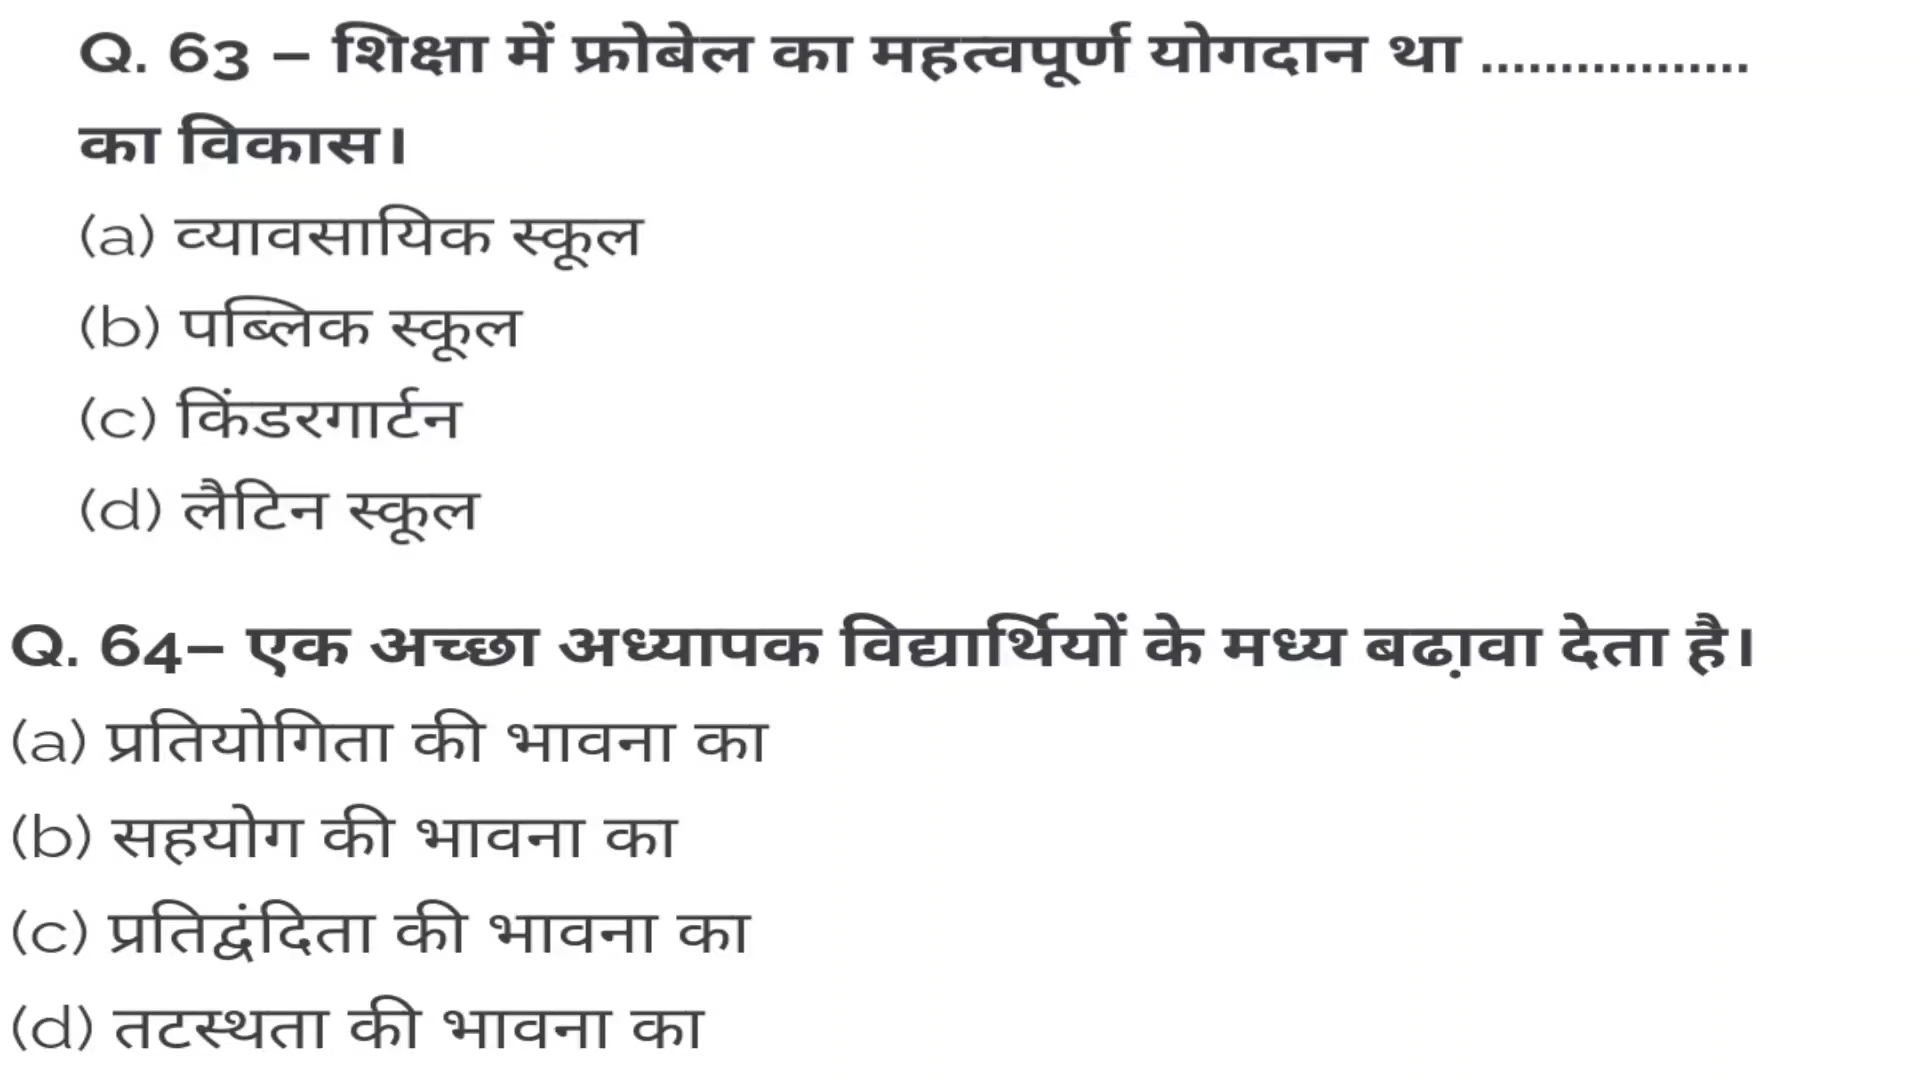 Q. 63 – शिक्षा में फ्रोबेल का महत्वपूर्ण योगदान था .................
का विकास।
(a) व्यावसायिक स्कूल
(b) पब्लिक स्कूल
(c) किंडरगार्टन
(d) लैटिन स्कूल
Q. 64– एक अच्छा अध्यापक विद्यार्थियों के मध्य बढा़वा देता है।
(a) प्रतियोगिता की भावना का
(b) सहयोग की भावना का
(c) प्रतिद्वंदिता की भावना का
(d) तटस्थता की भावना का